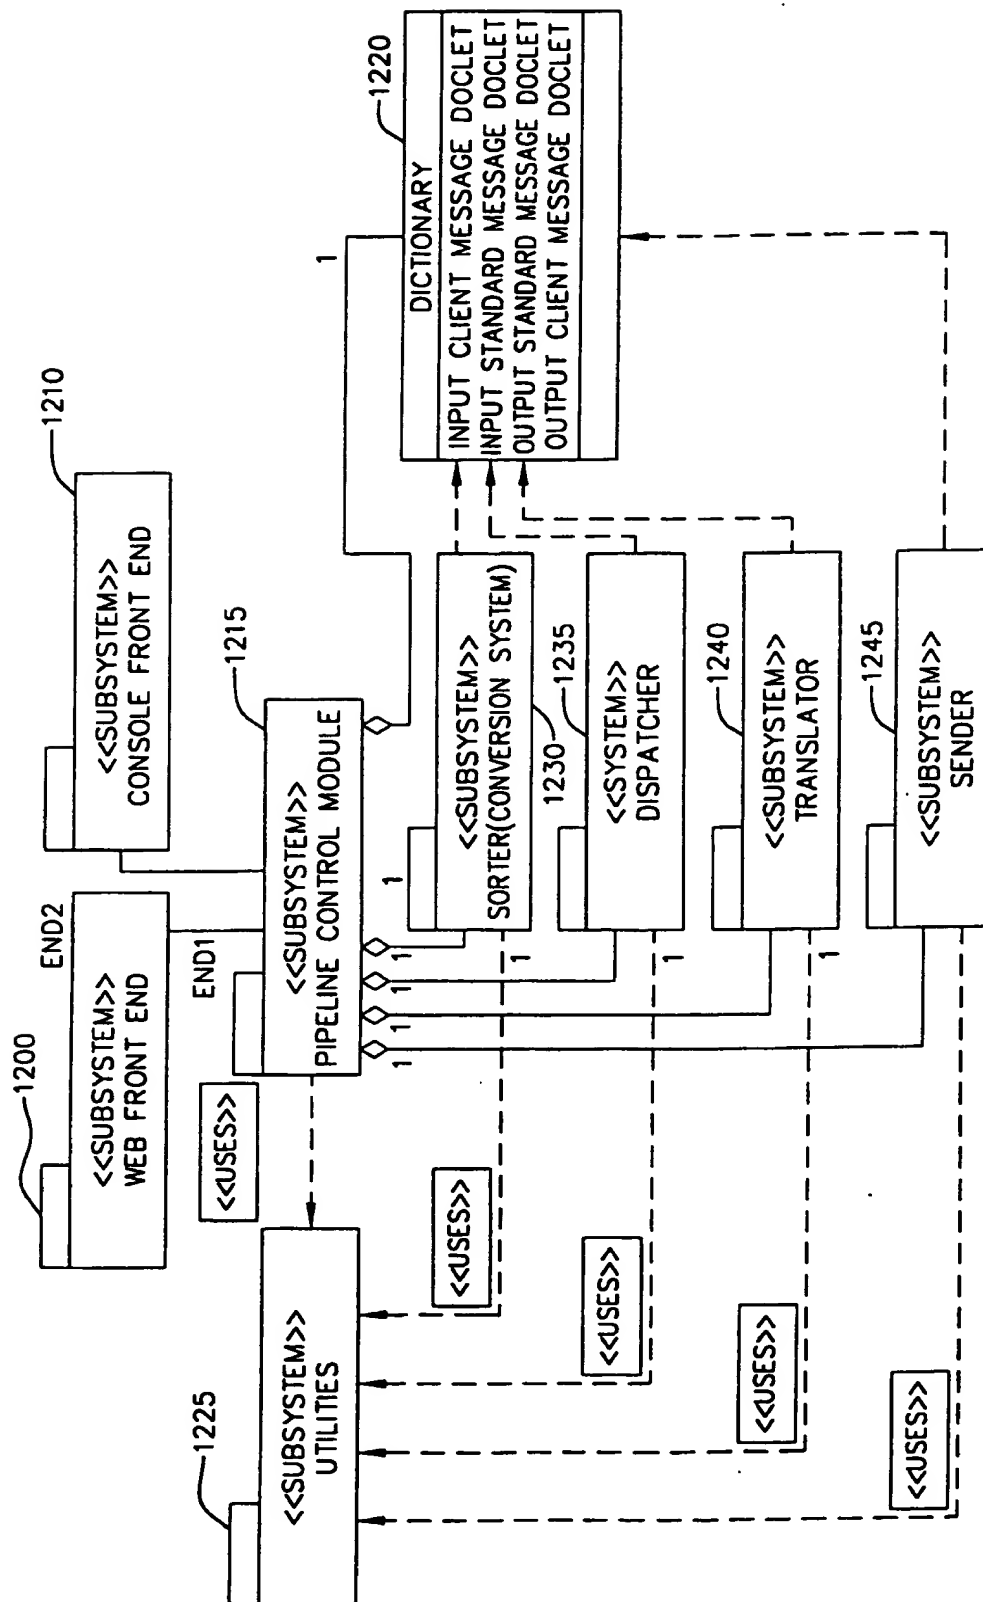 1200
<<SUBSYSTEM>>
WEB FRONT END
END2
END1
1210
<<SUBSYSTEM>>
CONSOLE FRONT END
1215
<<SUBSYSTEM>>
PIPELINE CONTROL MODULE
1
1220
DICTIONARY
INPUT CLIENT MESSAGE DOCLET
INPUT STANDARD MESSAGE DOCLET
OUTPUT STANDARD MESSAGE DOCLET
OUTPUT CLIENT MESSAGE DOCLET
1225
<<SUBSYSTEM>>
UTILITIES
<<USES>>
1
1
1
1
1
<<SUBSYSTEM>>
SORTER(CONVERSION SYSTEM)
1230
1
<<USES>>
1235
<<SYSTEM>>
DISPATCHER
1
<<USES>>
1240
<<SUBSYSTEM>>
TRANSLATOR
1
<<USES>>
1245
<<SUBSYSTEM>>
SENDER
<<USES>>